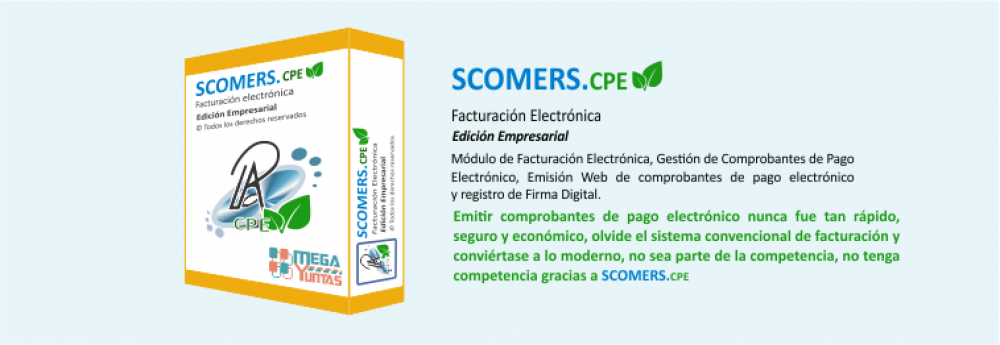 SCOMERS.CPE
Facturación electrónica
Edición Empresarial
© Todos los derechos reservados
CPE
MEGA
YUNTAS
SCOMERS.CPE
Facturación Electrónica
Edición Empresarial
© Todos los derechos reservados
SCOMERS.CPE
Facturación Electrónica
Edición Empresarial
Módulo de Facturación Electrónica, Gestión de Comprobantes de Pago
Electrónico, Emisión Web de comprobantes de pago electrónico
y registro de Firma Digital.
Emitir comprobantes de pago electrónico nunca fue tan rápido,
seguro y económico, olvide el sistema convencional de facturación y
conviértase a lo moderno, no sea parte de la competencia, no tenga
competencia gracias a SCOMERS.CPE